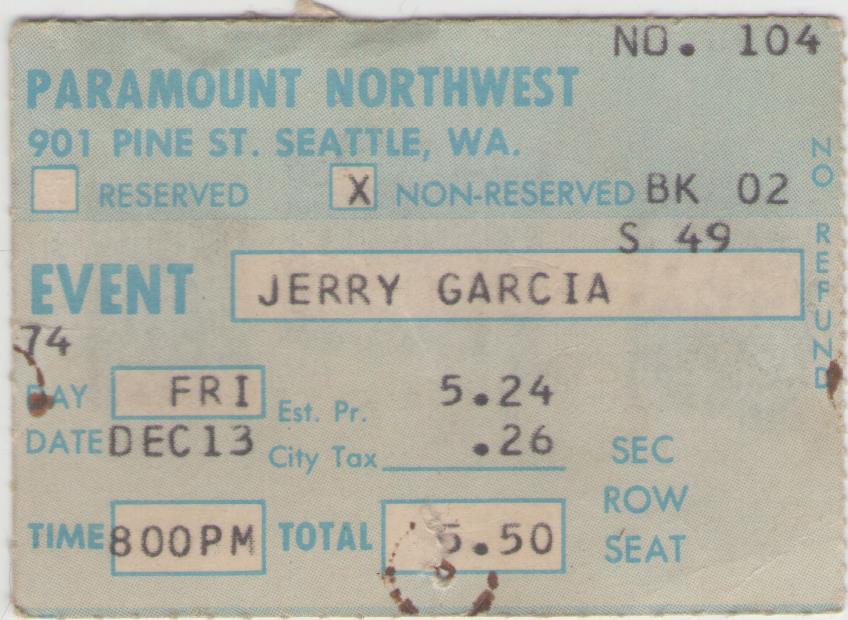 NO. 104
PARAMOUNT NORTHWEST
901 PINE ST. SEATTLE, WA.
RESERVED X NON-RESERVED BK 02
S 49
EVENT JERRY GARCIA
74
DAY FRI Est. Pr. 5.24
DATE DEC13 City Tax .26 SEC
ROW
TIME 800PM TOTAL 5.50 SEAT
NO REFUND